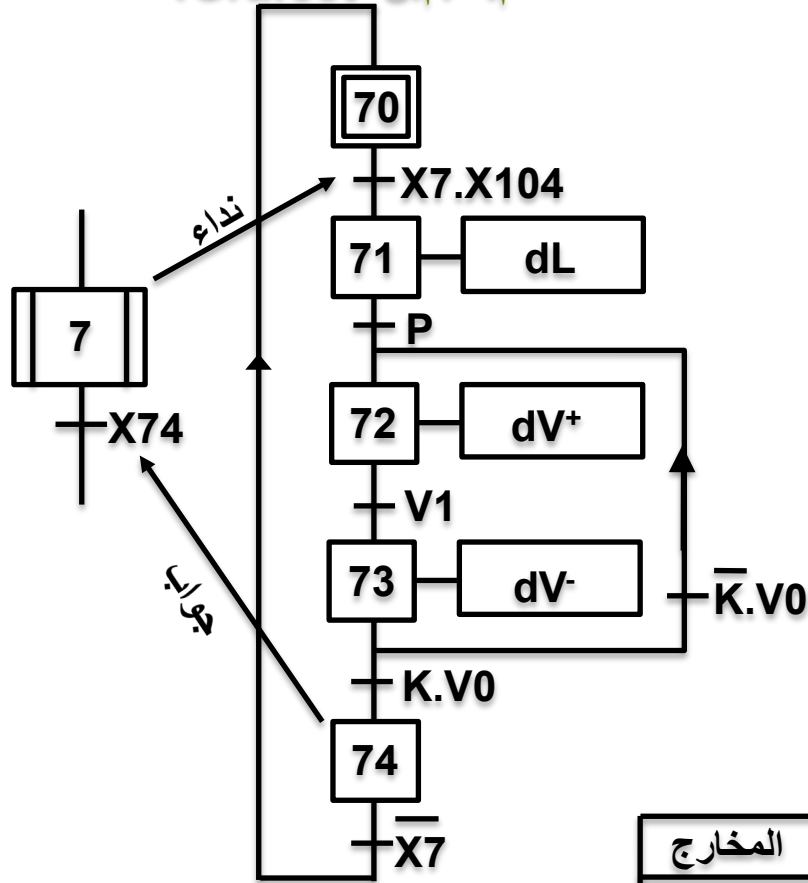 70
X7.X104
نداء
71 dL
7
P
X74
72 dV⁺
V1
73 dV⁻
K̅.V0
جواب
K.V0
74
X̅7̅
المخارج